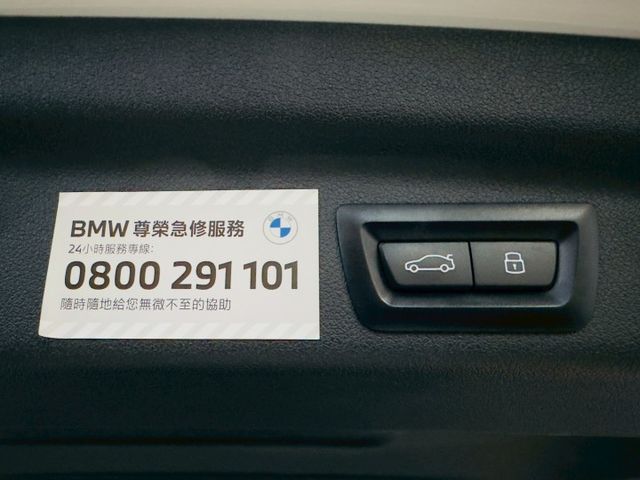 BMW 尊榮急修服務
24小時服務專線:
0800 291 101
隨時隨地給您無微不至的協助